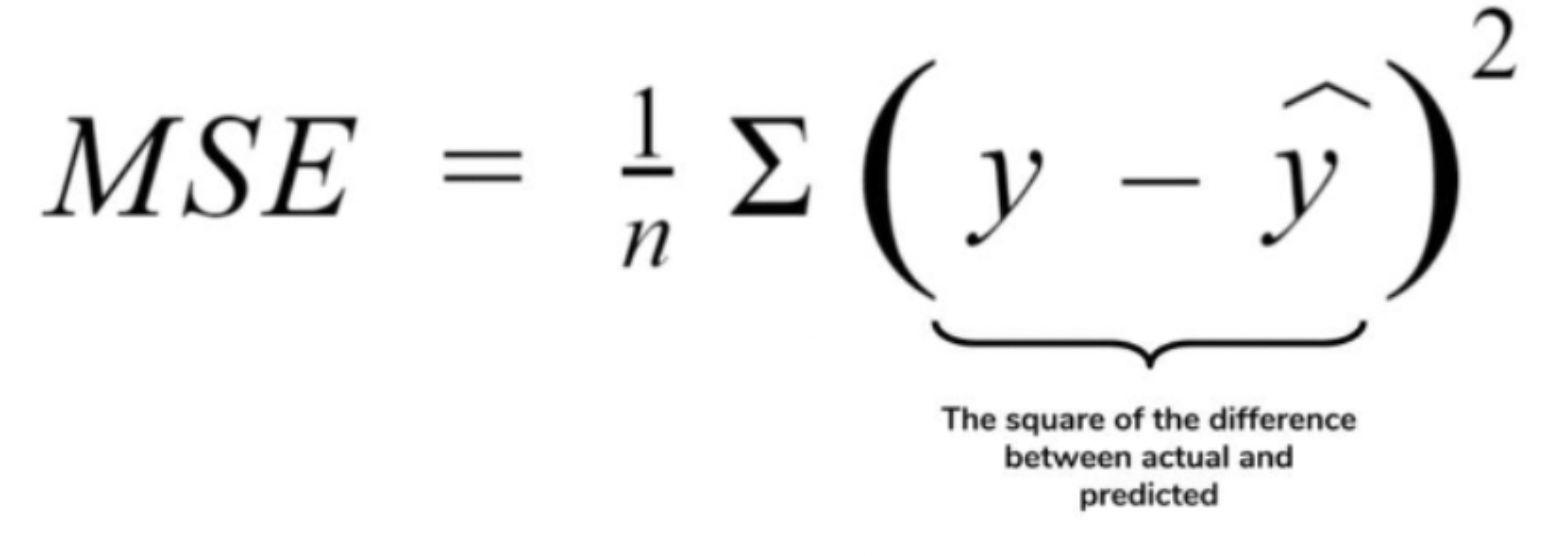 MSE = 1/n Σ (y − ŷ)²
The square of the difference
between actual and
predicted